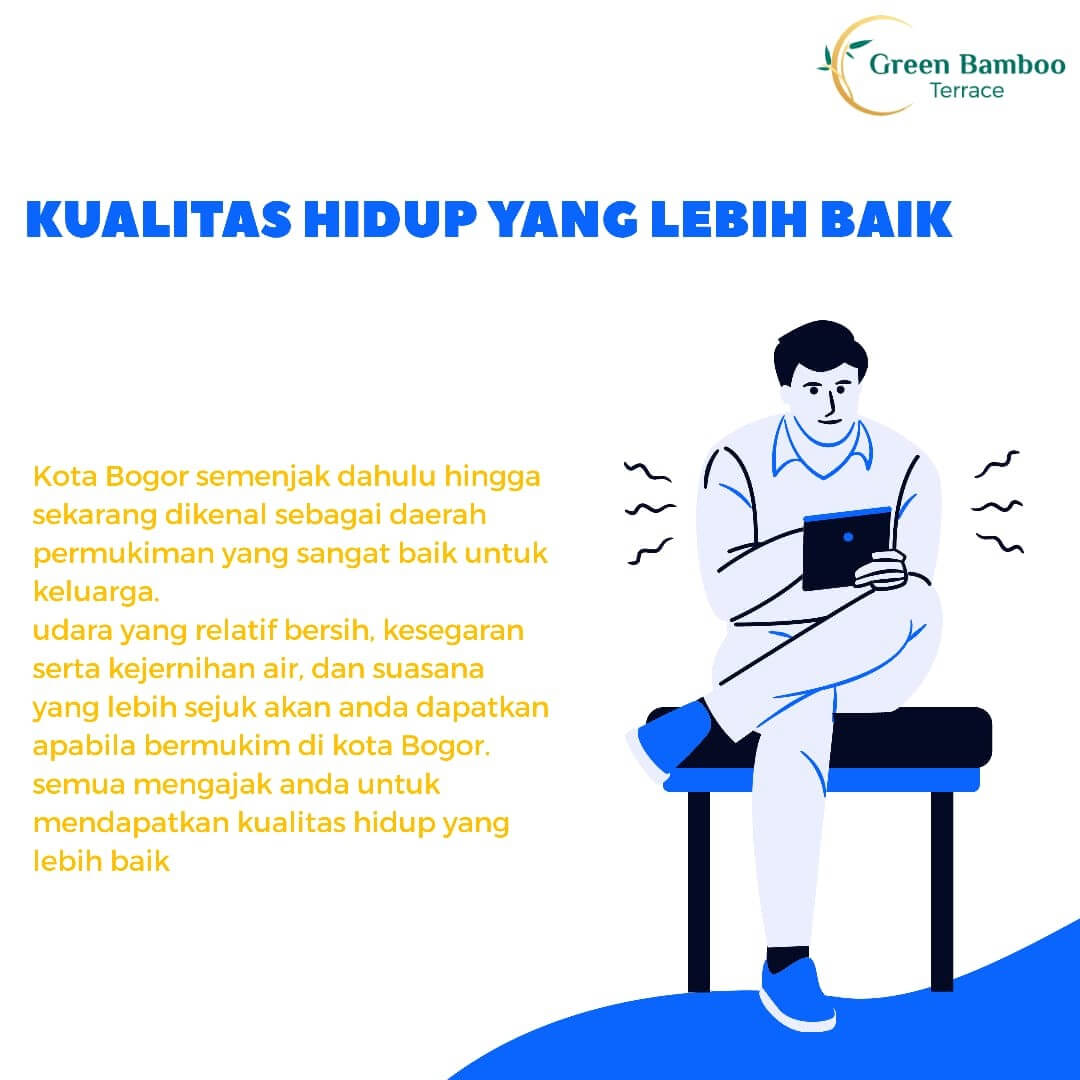 Green Bamboo
Terrace
KUALITAS HIDUP YANG LEBIH BAIK
Kota Bogor semenjak dahulu hingga
sekarang dikenal sebagai daerah
permukiman yang sangat baik untuk
keluarga.
udara yang relatif bersih, kesegaran
serta kejernihan air, dan suasana
yang lebih sejuk akan anda dapatkan
apabila bermukim di kota Bogor.
semua mengajak anda untuk
mendapatkan kualitas hidup yang
lebih baik